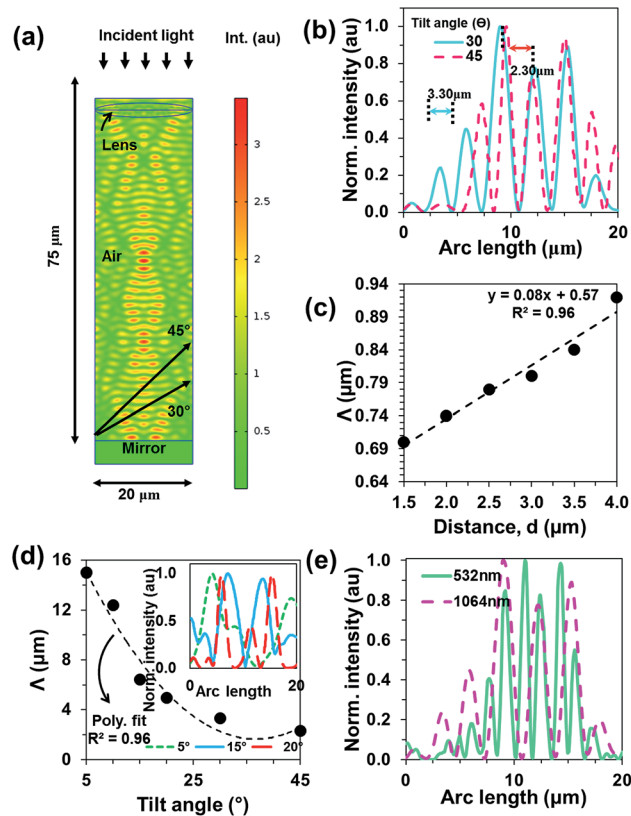 (a)
Incident light
Int. (au)
Lens
Air
45°
30°
Mirror
75 µm
20 µm
3
2.5
2
1.5
1
0.5
(b)
Norm. intensity (au)
1.0
0.8
0.6
0.4
0.2
0.0
Tilt angle (Θ)
30
45
2.30µm
3.30µm
0 10 20
Arc length (µm)
(c)
Λ (µm)
0.94
0.89
0.84
0.79
0.74
0.69
0.64
y = 0.08x + 0.57
R² = 0.96
1.5 2.0 2.5 3.0 3.5 4.0
Distance, d (µm)
(d)
Λ (µm)
16
12
8
4
0
Norm. intensity (au)
1.0
0.5
0.0
0 20
Arc length
Poly. fit
R² = 0.96
5° 15° 20°
5 15 25 35 45
Tilt angle (°)
(e)
Norm. intensity (au)
1.0
0.8
0.6
0.4
0.2
0.0
532nm
1064nm
0 10 20
Arc length (µm)